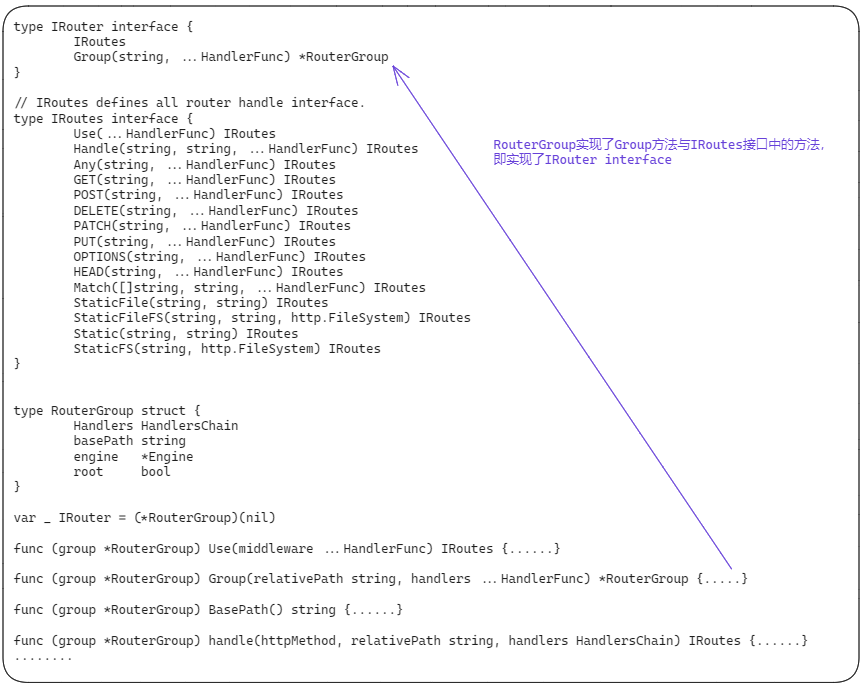 type IRouter interface {
	IRoutes
	Group(string, ...HandlerFunc) *RouterGroup
}
// IRoutes defines all router handle interface.
type IRoutes interface {
	Use(...HandlerFunc) IRoutes
	Handle(string, string, ...HandlerFunc) IRoutes
	Any(string, ...HandlerFunc) IRoutes
	GET(string, ...HandlerFunc) IRoutes
	POST(string, ...HandlerFunc) IRoutes
	DELETE(string, ...HandlerFunc) IRoutes
	PATCH(string, ...HandlerFunc) IRoutes
	PUT(string, ...HandlerFunc) IRoutes
	OPTIONS(string, ...HandlerFunc) IRoutes
	HEAD(string, ...HandlerFunc) IRoutes
	Match([]string, string, ...HandlerFunc) IRoutes
	StaticFile(string, string) IRoutes
	StaticFileFS(string, string, http.FileSystem) IRoutes
	Static(string, string) IRoutes
	StaticFS(string, http.FileSystem) IRoutes
}
RouterGroup实现了Group方法与IRoutes接口中的方法,
即实现了IRouter interface
type RouterGroup struct {
	Handlers HandlersChain
	basePath string
	engine   *Engine
	root     bool
}
var _ IRouter = (*RouterGroup)(nil)
func (group *RouterGroup) Use(middleware ...HandlerFunc) IRoutes {......}
func (group *RouterGroup) Group(relativePath string, handlers ...HandlerFunc) *RouterGroup {.....}
func (group *RouterGroup) BasePath() string {......}
func (group *RouterGroup) handle(httpMethod, relativePath string, handlers HandlersChain) IRoutes {......}
........